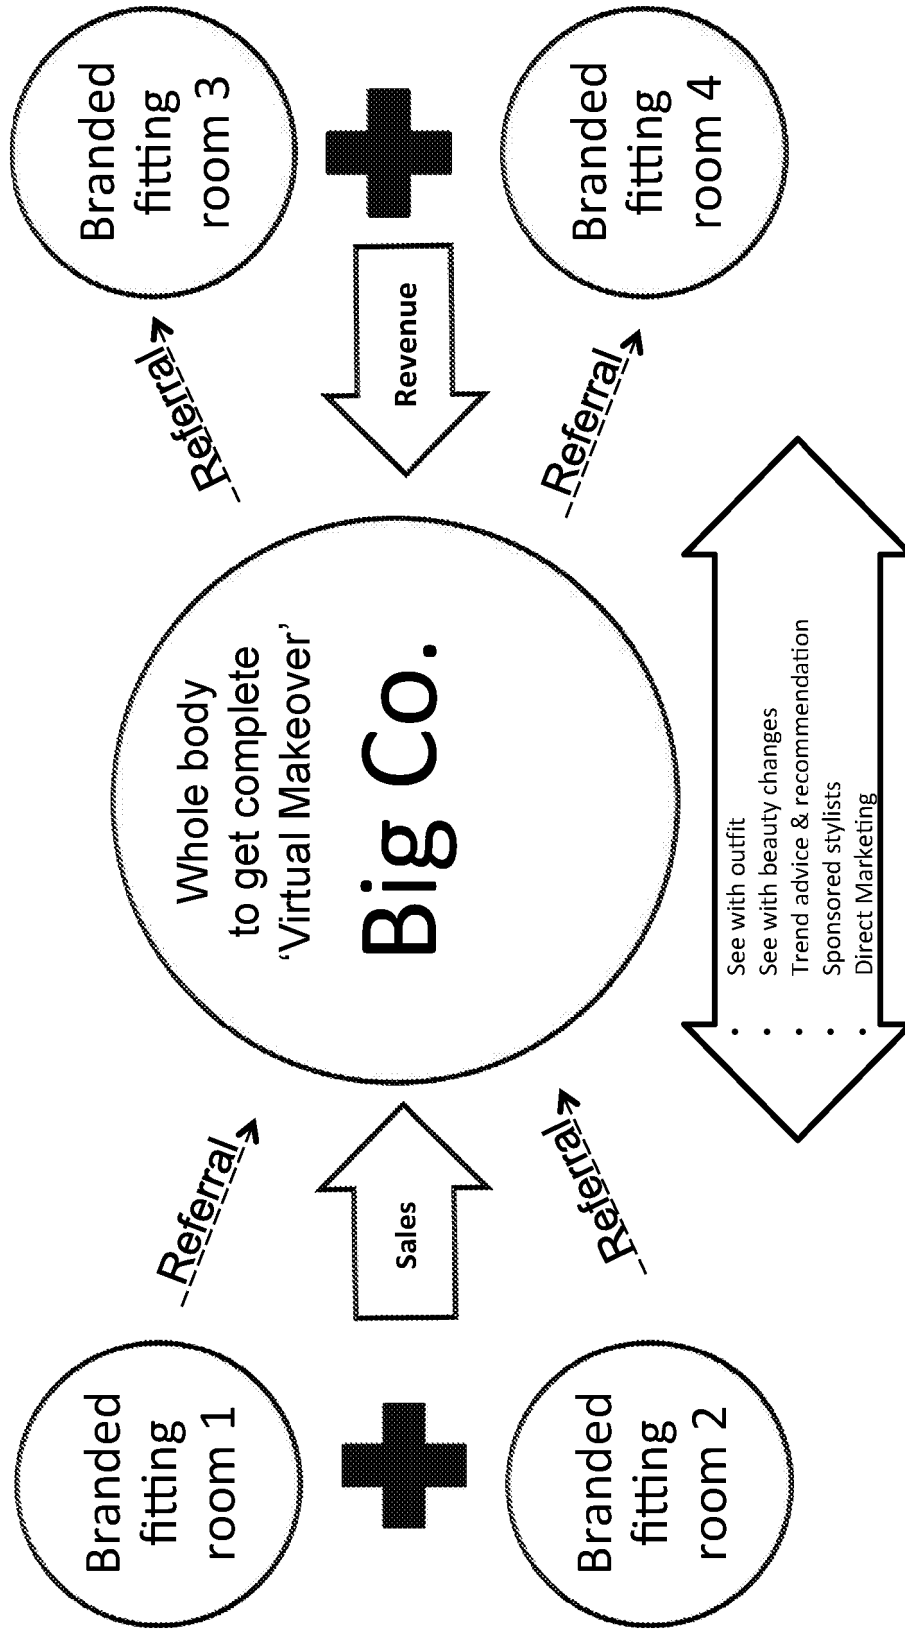 Branded
fitting
room 1
Branded
fitting
room 2
Referral
Sales
Referral
Whole body
to get complete
‘Virtual Makeover’
Big Co.
Referral
Revenue
Referral
Branded
fitting
room 3
Branded
fitting
room 4
• See with outfit
• See with beauty changes
• Trend advice & recommendation
• Sponsored stylists
• Direct Marketing